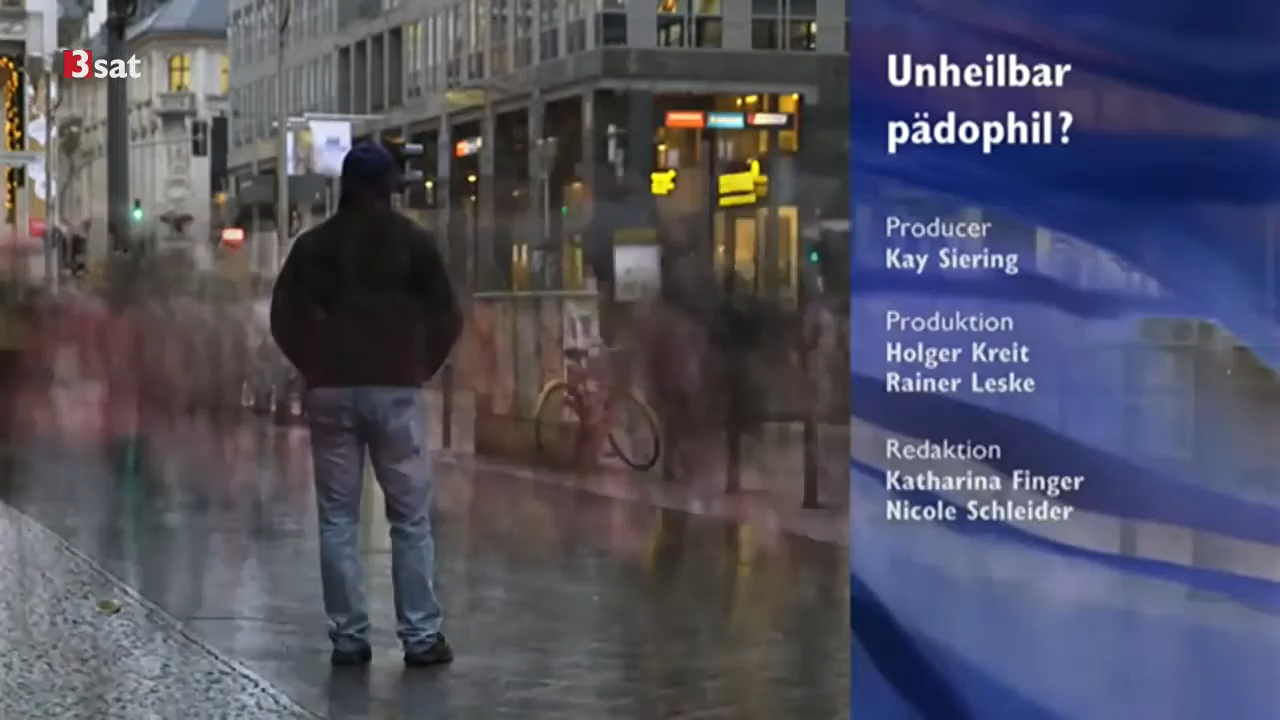 3sat
Unheilbar
pädophil?
Producer
Kay Siering
Produktion
Holger Kreit
Rainer Leske
Redaktion
Katharina Finger
Nicole Schleider